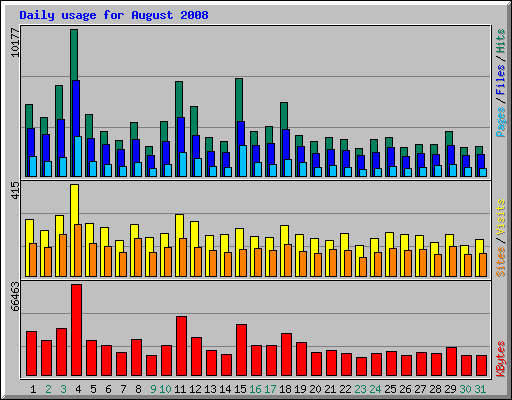 Daily usage for August 2008
10177
Pages / Files / Hits
415
Sites / Visits
66463
KBytes
1 2 3 4 5 6 7 8 9 10 11 12 13 14 15 16 17 18 19 20 21 22 23 24 25 26 27 28 29 30 31